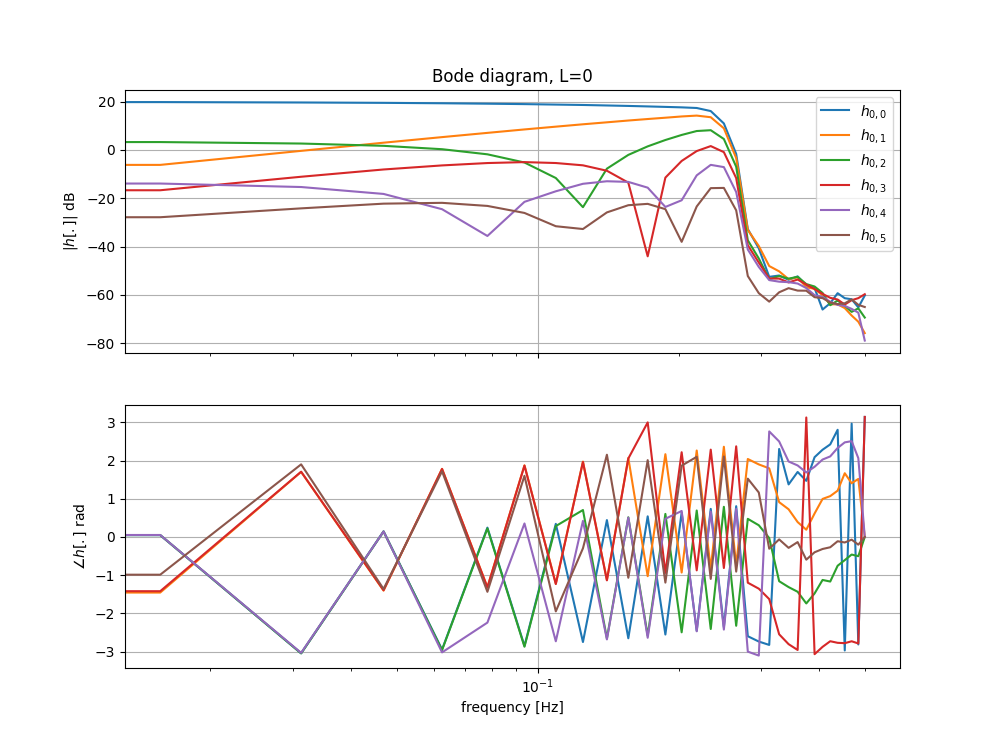 Bode diagram, L=0
|h[.]| dB
20
0
−20
−40
−60
−80
h0,0
h0,1
h0,2
h0,3
h0,4
h0,5
∠h[.] rad
3
2
1
0
−1
−2
−3
10−1
frequency [Hz]